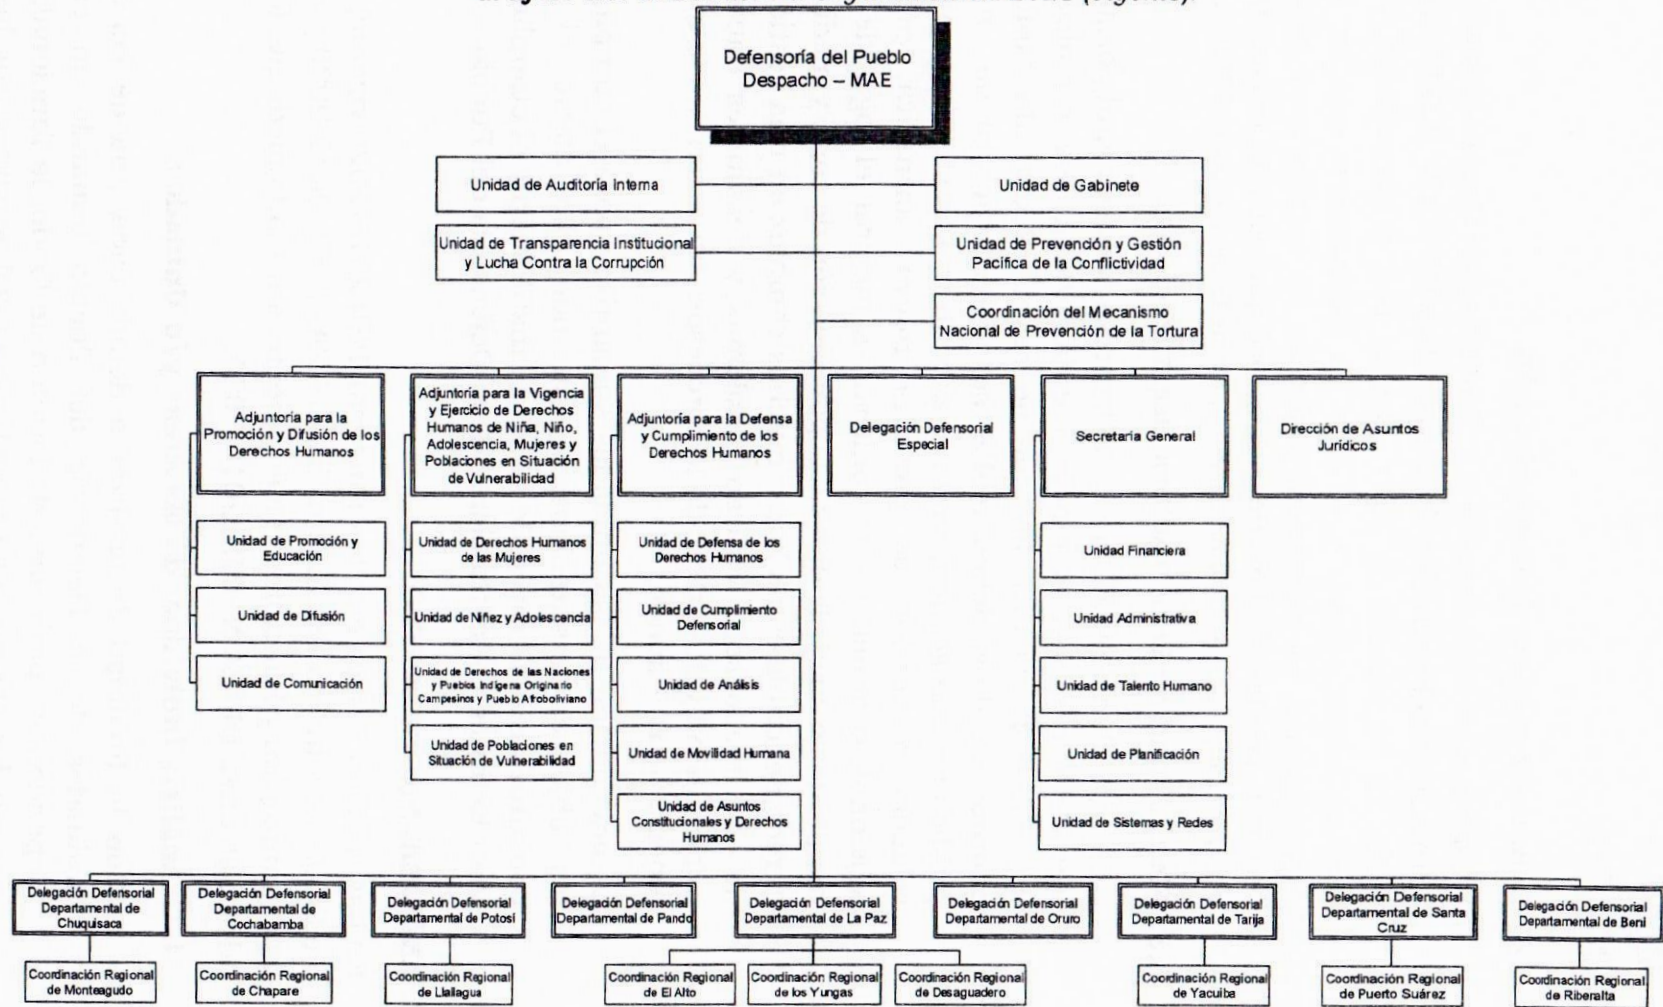 Defensoría del Pueblo
Despacho – MAE
Unidad de Auditoría Interna
Unidad de Gabinete
Unidad de Transparencia Institucional
y Lucha Contra la Corrupción
Unidad de Prevención y Gestión
Pacifica de la Conflictividad
Coordinación del Mecanismo
Nacional de Prevención de la Tortura
Adjuntoría para la
Promoción y Difusión de los
Derechos Humanos
Adjuntoría para la Vigencia
y Ejercicio de Derechos
Humanos de Niña, Niño,
Adolescencia, Mujeres y
Poblaciones en Situación
de Vulnerabilidad
Adjuntoría para la Defensa
y Cumplimiento de los
Derechos Humanos
Delegación Defensorial
Especial
Secretaría General
Dirección de Asuntos
Jurídicos
Unidad de Promoción y
Educación
Unidad de Difusión
Unidad de Comunicación
Unidad de Derechos Humanos
de las Mujeres
Unidad de Niñez y Adolescencia
Unidad de Derechos de las Naciones
y Pueblos Indígena Originario
Campesinos y Pueblo Afroboliviano
Unidad de Poblaciones en
Situación de Vulnerabilidad
Unidad de Defensa de los
Derechos Humanos
Unidad de Cumplimiento
Defensorial
Unidad de Análisis
Unidad de Movilidad Humana
Unidad de Asuntos
Constitucionales y Derechos
Humanos
Unidad Financiera
Unidad Administrativa
Unidad de Talento Humano
Unidad de Planificación
Unidad de Sistemas y Redes
Delegación Defensorial
Departamental de
Chuquisaca
Delegación Defensorial
Departamental de
Cochabamba
Delegación Defensorial
Departamental de Potosí
Delegación Defensorial
Departamental de Pando
Delegación Defensorial
Departamental de La Paz
Delegación Defensorial
Departamental de Oruro
Delegación Defensorial
Departamental de Tarija
Delegación Defensorial
Departamental de Santa
Cruz
Delegación Defensorial
Departamental de Beni
Coordinación Regional
de Monteagudo
Coordinación Regional
de Chapare
Coordinación Regional
de Llallagua
Coordinación Regional
de El Alto
Coordinación Regional
de los Yungas
Coordinación Regional
de Desaguadero
Coordinación Regional
de Yacuiba
Coordinación Regional
de Puerto Suárez
Coordinación Regional
de Riberalta